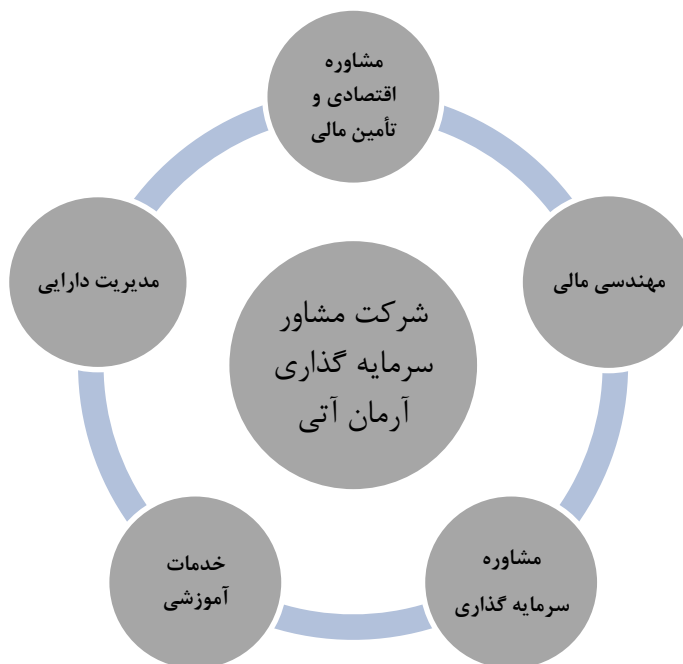 مشاوره
اقتصادی و
تأمین مالی
مهندسی مالی
مشاوره
سرمایه گذاری
خدمات
آموزشی
مدیریت دارایی
شرکت مشاور
سرمایه گذاری
آرمان آتی